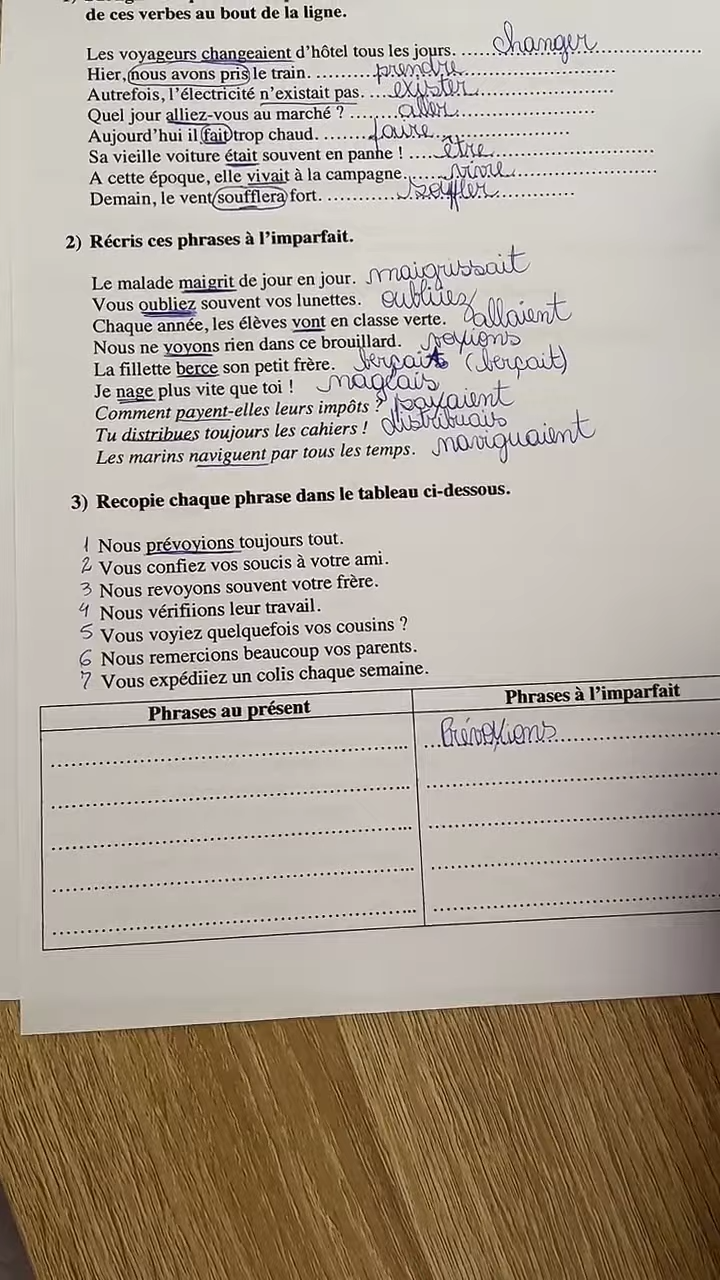 de ces verbes au bout de la ligne.
Les voyageurs changeaient d'hôtel tous les jours. ..... changer ..........
Hier, nous avons pris le train. .......... prendre ..........
Autrefois, l'électricité n'existait pas. ... exister ..........
Quel jour alliez-vous au marché ? ....... aller ..........
Aujourd'hui il fait trop chaud. ........ faire ..........
Sa vieille voiture était souvent en panne ! .... être ..........
A cette époque, elle vivait à la campagne. ...... vivre ..........
Demain, le vent soufflera fort. .......... souffler ..........
2) Récris ces phrases à l'imparfait.
Le malade maigrit de jour en jour. maigrissait
Vous oubliez souvent vos lunettes. oubliiez
Chaque année, les élèves vont en classe verte. allaient
Nous ne voyons rien dans ce brouillard. voyions
La fillette berce son petit frère. berçait (berçait)
Je nage plus vite que toi ! nageais
Comment payent-elles leurs impôts ? payaient
Tu distribues toujours les cahiers ! distribuais
Les marins naviguent par tous les temps. naviguaient
3) Recopie chaque phrase dans le tableau ci-dessous.
1 Nous prévoyions toujours tout.
2 Vous confiez vos soucis à votre ami.
3 Nous revoyons souvent votre frère.
4 Nous vérifiions leur travail.
5 Vous voyiez quelquefois vos cousins ?
6 Nous remercions beaucoup vos parents.
7 Vous expédiiez un colis chaque semaine.
Phrases au présent Phrases à l'imparfait
Prévoyions